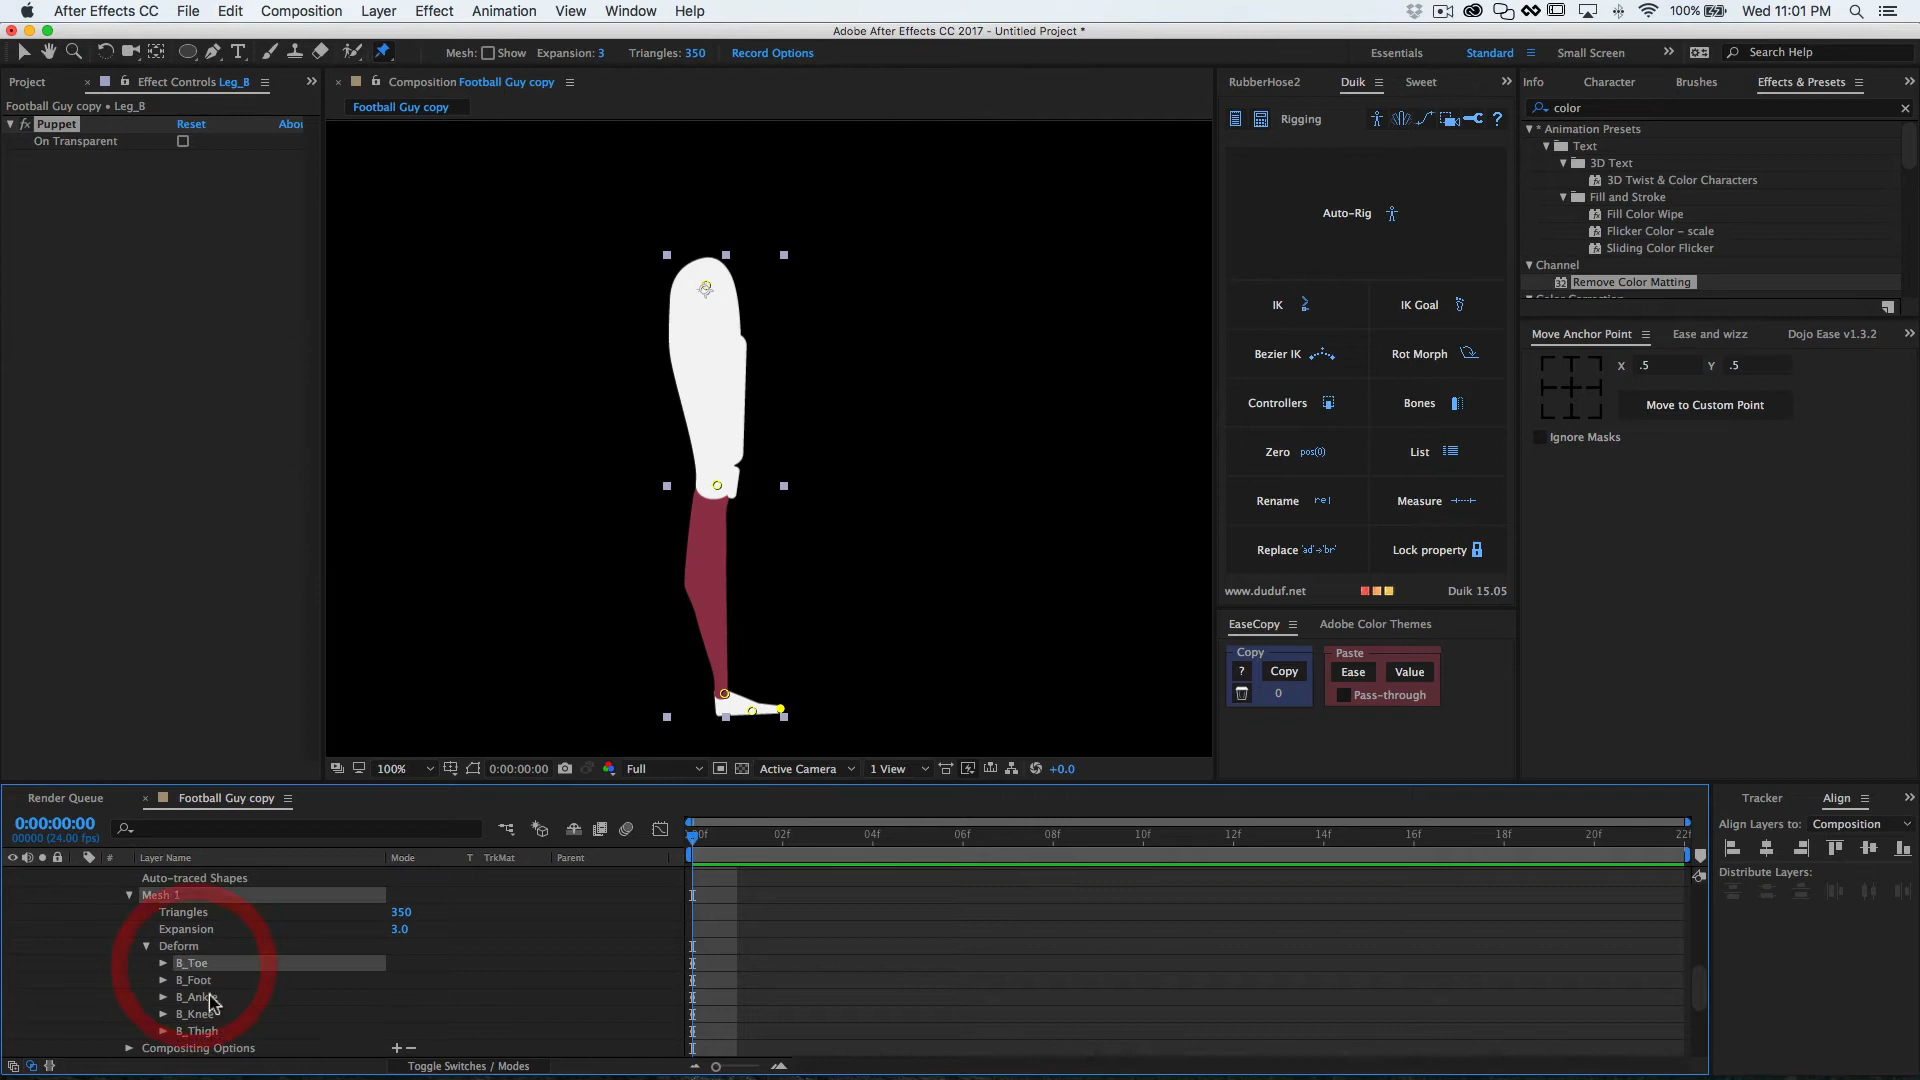 After Effects CC File Edit Composition Layer Effect Animation View Window Help 100% Wed 11:01 PM
Adobe After Effects CC 2017 - Untitled Project *
Mesh: Show Expansion: 3 Triangles: 350 Record Options Essentials Standard Small Screen Search Help
Project Effect Controls Leg_B Composition Football Guy copy RubberHose2 Duik Sweet Info Character Brushes Effects & Presets
Football Guy copy • Leg_B Football Guy copy color
fx Puppet Reset Abou Rigging * Animation Presets
On Transparent Text
3D Text
3D Twist & Color Characters
Fill and Stroke
Auto-Rig Fill Color Wipe
Flicker Color - scale
Sliding Color Flicker
Channel
Remove Color Matting
IK IK Goal
Move Anchor Point Ease and wizz Dojo Ease v1.3.2
Bezier IK Rot Morph X .5 Y .5
Controllers Bones Move to Custom Point
Ignore Masks
Zero pos(0) List
Rename rel Measure
Replace 'ad'>'br' Lock property
www.duduf.net Duik 15.05
EaseCopy Adobe Color Themes
Copy Paste
? Copy Ease Value
0 Pass-through
100% 0:00:00:00 Full Active Camera 1 View +0.0
Render Queue Football Guy copy Tracker Align
0:00:00:00 Align Layers to: Composition
00000 (24.00 fps) :00f 02f 04f 06f 08f 10f 12f 14f 16f 18f 20f 22f
# Layer Name Mode T TrkMat Parent
Auto-traced Shapes
Mesh 1 Distribute Layers:
Triangles 350
Expansion 3.0
Deform
B_Toe
B_Foot
B_Ankle
B_Knee
B_Thigh
Compositing Options + −
Toggle Switches / Modes